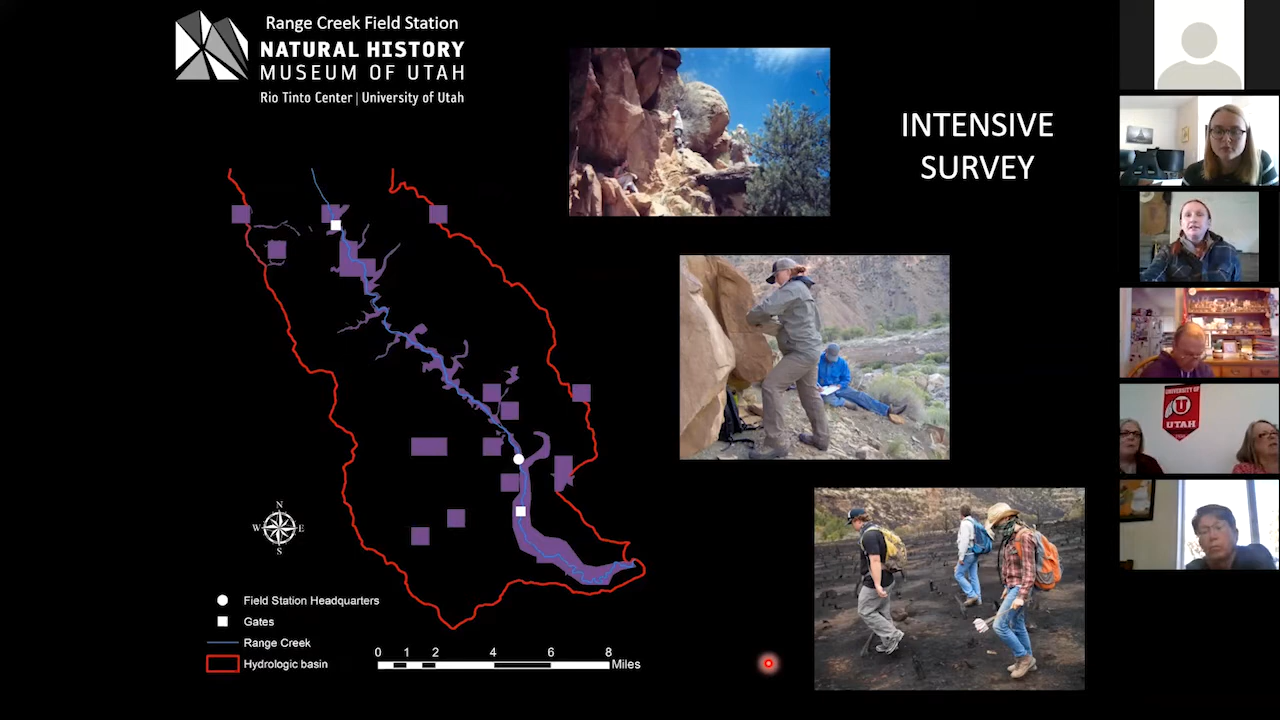 Range Creek Field Station
NATURAL HISTORY
MUSEUM OF UTAH
Rio Tinto Center | University of Utah
INTENSIVE
SURVEY
N
W E
S
Field Station Headquarters
Gates
Range Creek
Hydrologic basin
0 1 2 4 6 8
Miles
UNIVERSITY OF
U
UTAH